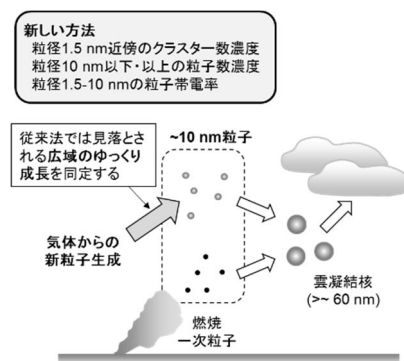 新しい方法
粒径1.5 nm近傍のクラスター数濃度
粒径10 nm以下・以上の粒子数濃度
粒径1.5-10 nmの粒子帯電率
従来法では見落とさ
れる広域のゆっくり
成長を同定する
~10 nm粒子
気体からの
新粒子生成
雲凝結核
(>~ 60 nm)
燃焼
一次粒子